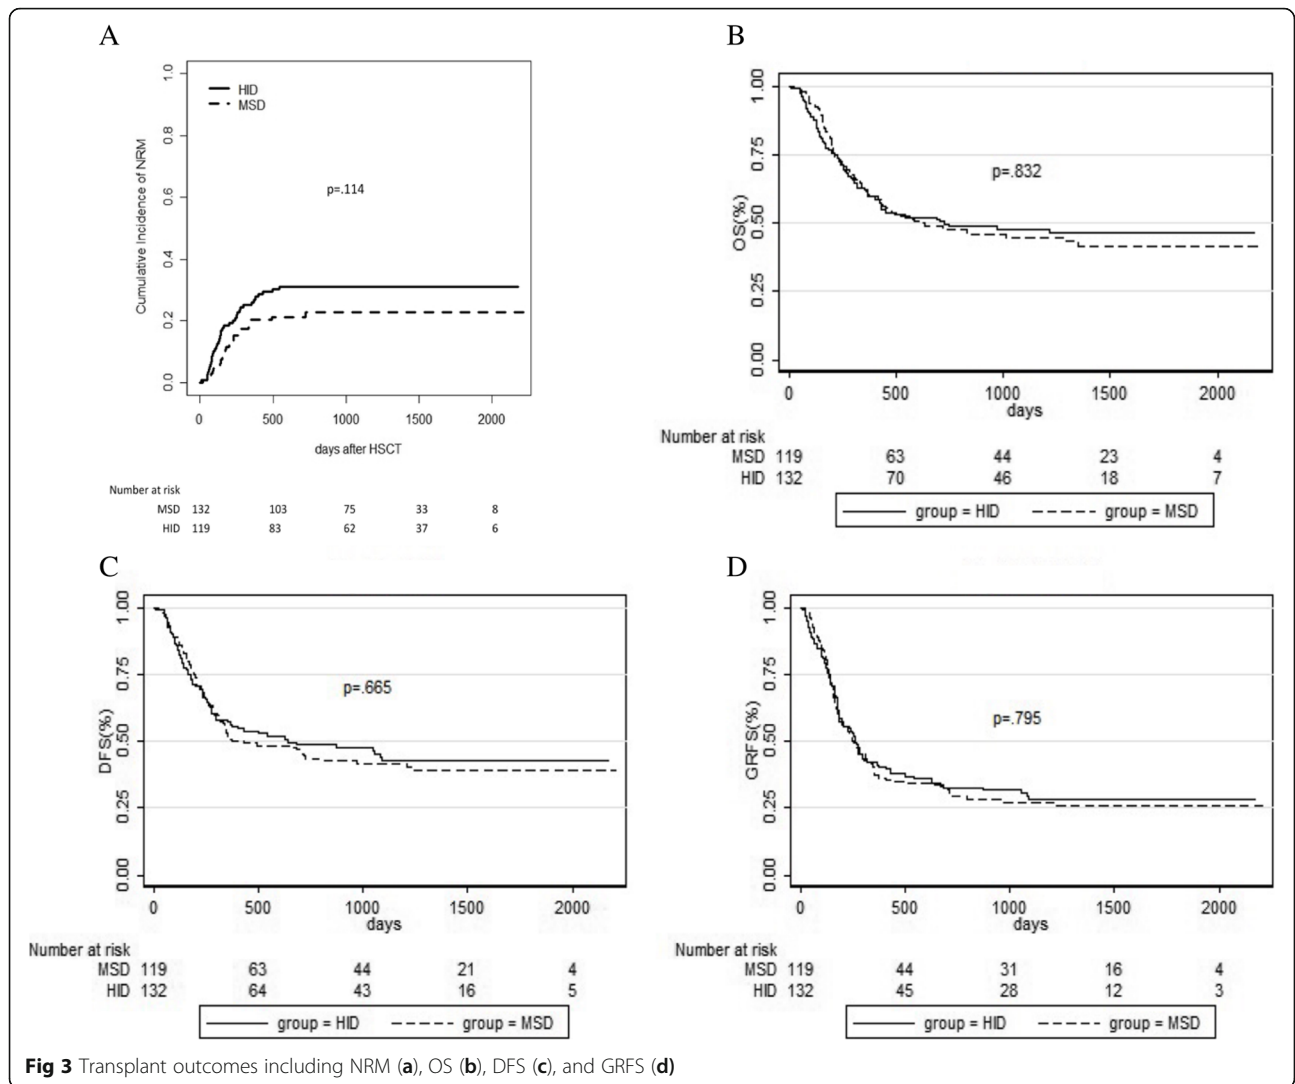 A
1.0
0.8
0.6
0.4
0.2
0.0
Cumulative Incidence of NRM
HID
MSD
p=.114
0 500 1000 1500 2000
days after HSCT
Number at risk
MSD 132 103 75 33 8
HID 119 83 62 37 6
B
1.00
0.75
0.50
0.25
0.00
OS(%)
p=.832
0 500 1000 1500 2000
days
Number at risk
MSD 119 63 44 23 4
HID 132 70 46 18 7
group = HID group = MSD
C
1.00
0.75
0.50
0.25
0.00
DFS(%)
p=.665
0 500 1000 1500 2000
days
Number at risk
MSD 119 63 44 21 4
HID 132 64 43 16 5
group = HID group = MSD
D
1.00
0.75
0.50
0.25
0.00
GRFS(%)
p=.795
0 500 1000 1500 2000
days
Number at risk
MSD 119 44 31 16 4
HID 132 45 28 12 3
group = HID group = MSD
Fig 3 Transplant outcomes including NRM (a), OS (b), DFS (c), and GRFS (d)